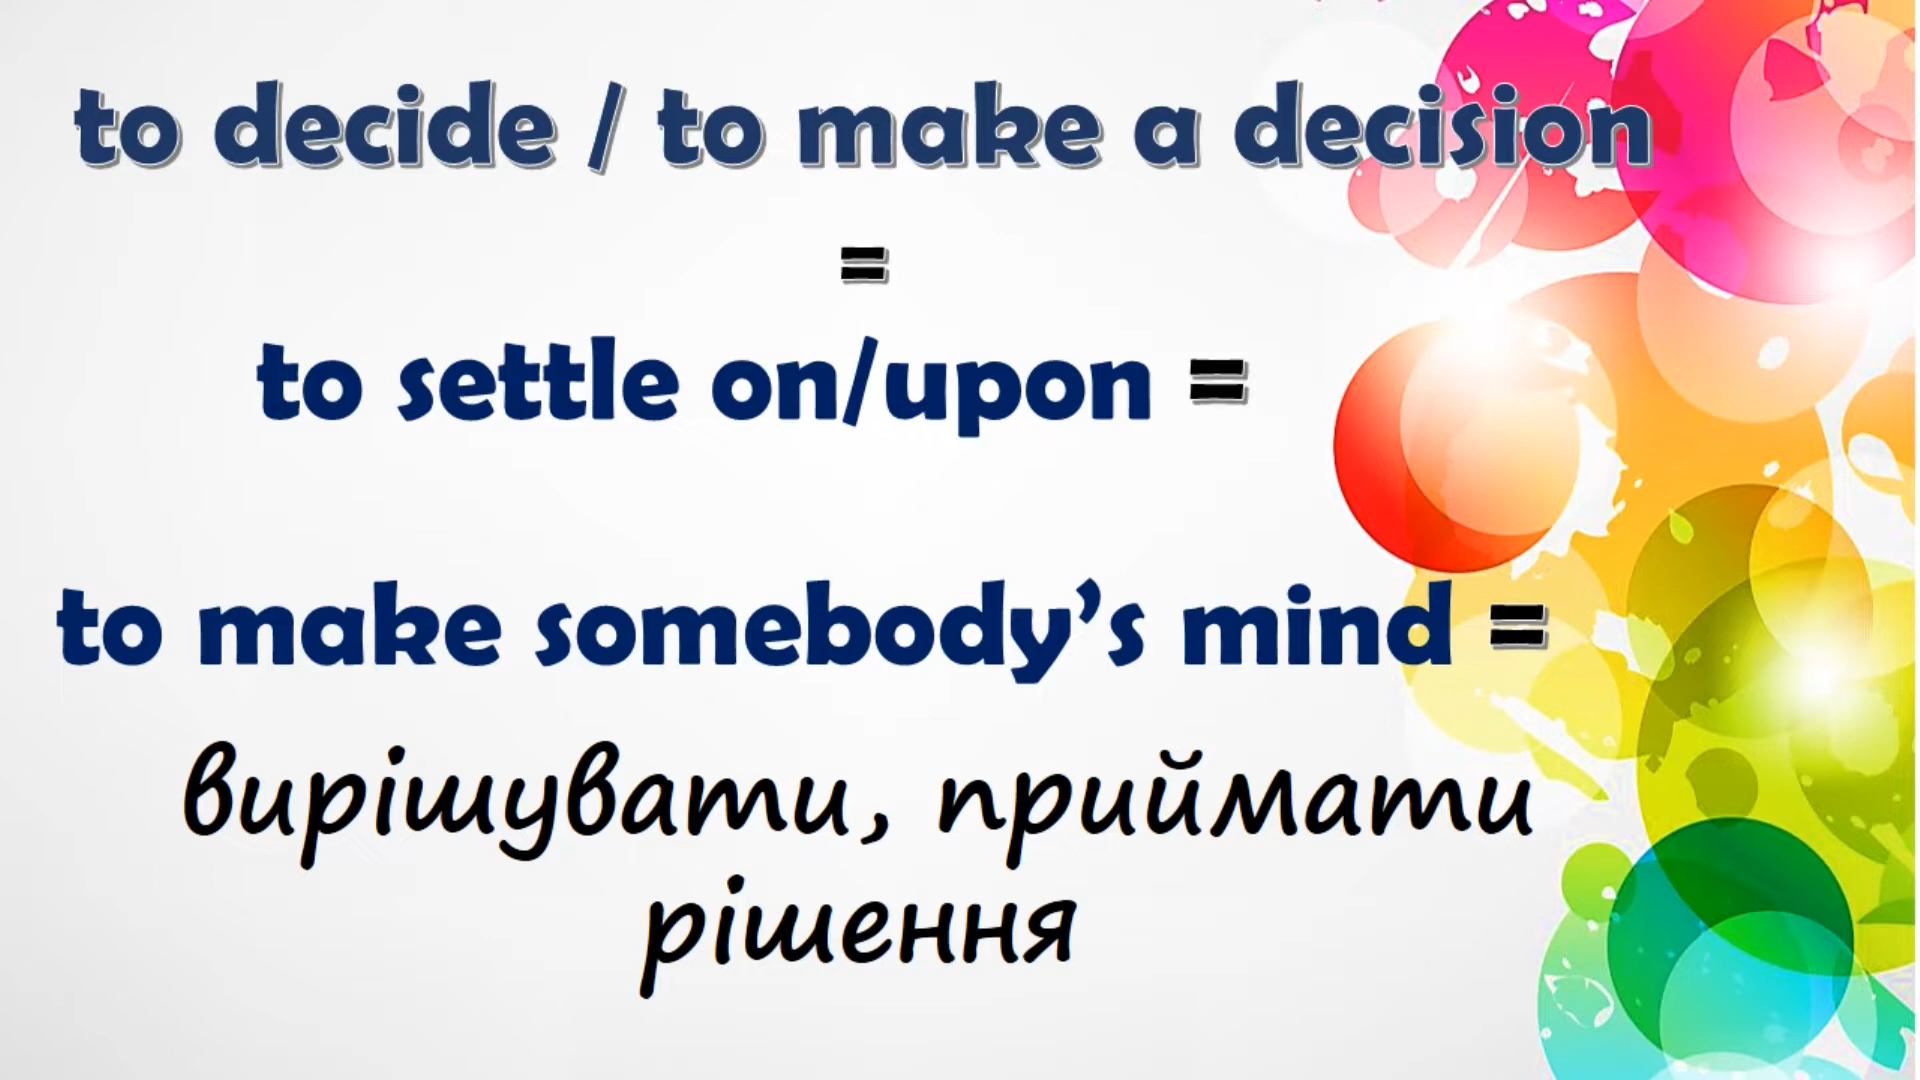 to decide / to make a decision
=
to settle on/upon =
to make somebody’s mind =
вирішувати, приймати
рішення